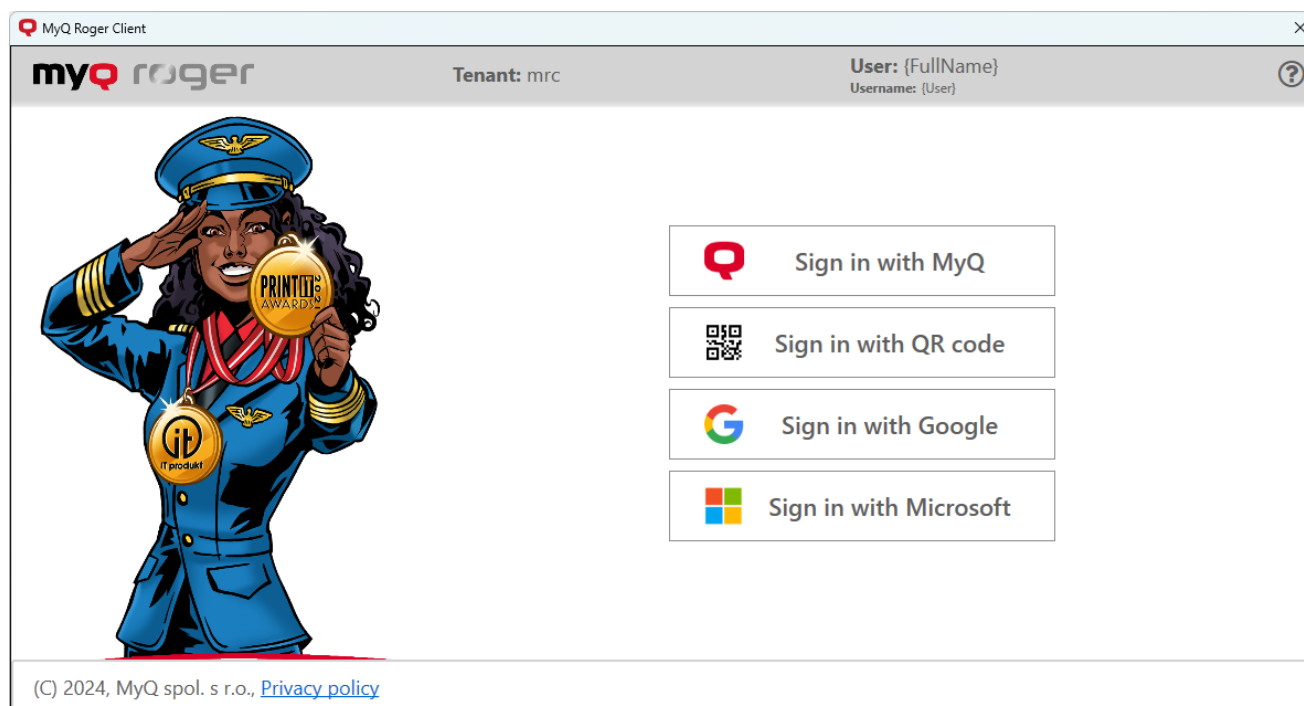 MyQ Roger Client
myQ roger
Tenant: mrc
User: {FullName}
Username: {User}
?
PRINT IT 2021
AWARDS
it
IT produkt
Sign in with MyQ
Sign in with QR code
Sign in with Google
Sign in with Microsoft
(C) 2024, MyQ spol. s r.o., Privacy policy